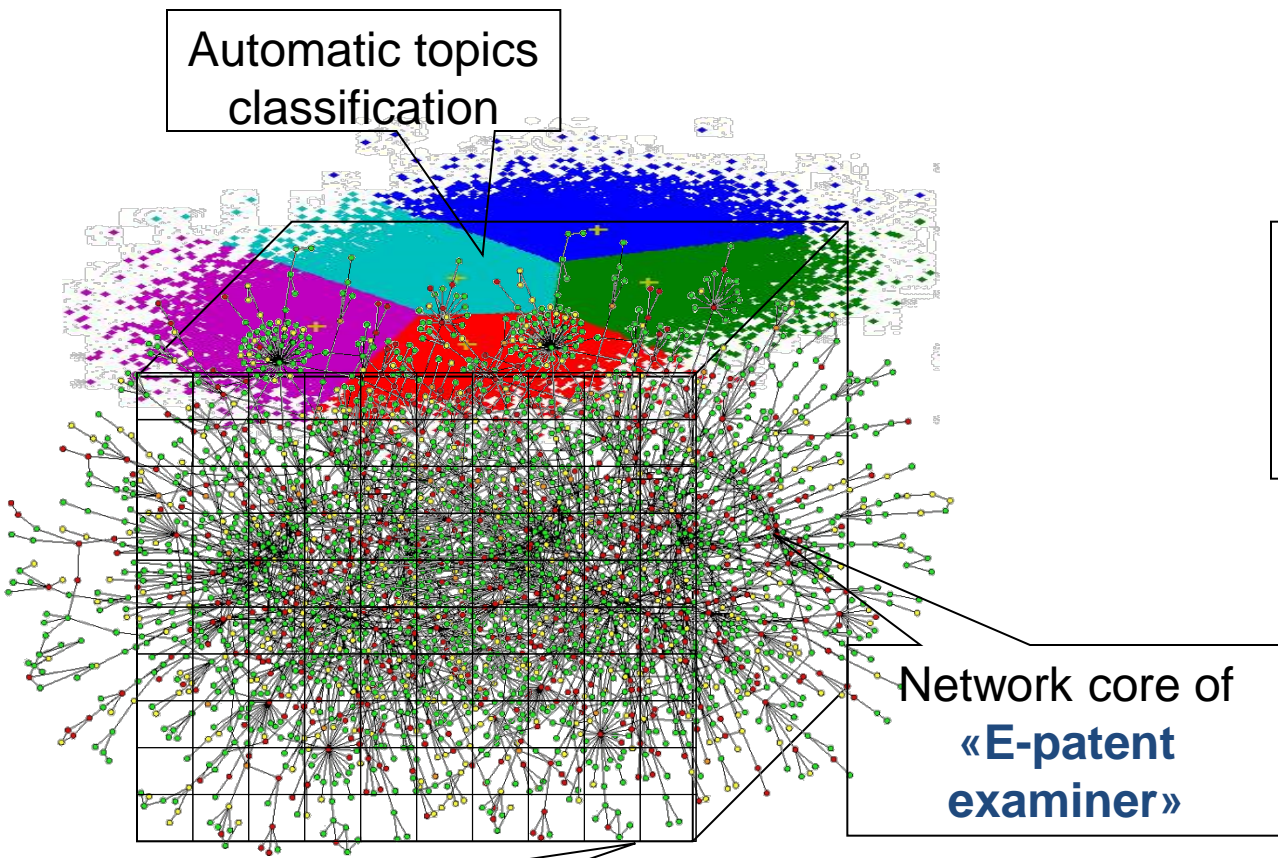 Automatic topics
classification
Network core of
«E-patent
examiner»